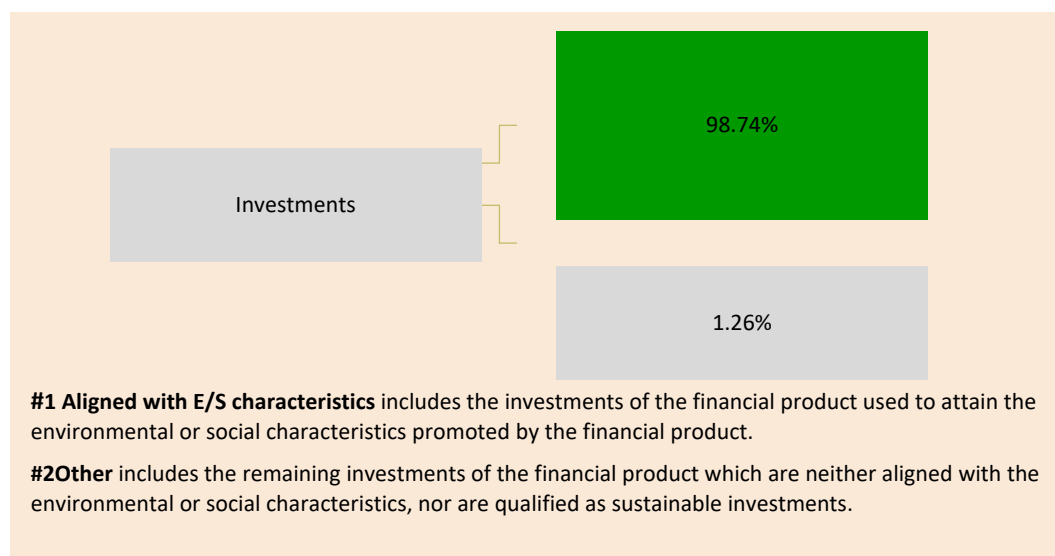 98.74%
Investments
1.26%
#1 Aligned with E/S characteristics includes the investments of the financial product used to attain the
environmental or social characteristics promoted by the financial product.
#2Other includes the remaining investments of the financial product which are neither aligned with the
environmental or social characteristics, nor are qualified as sustainable investments.